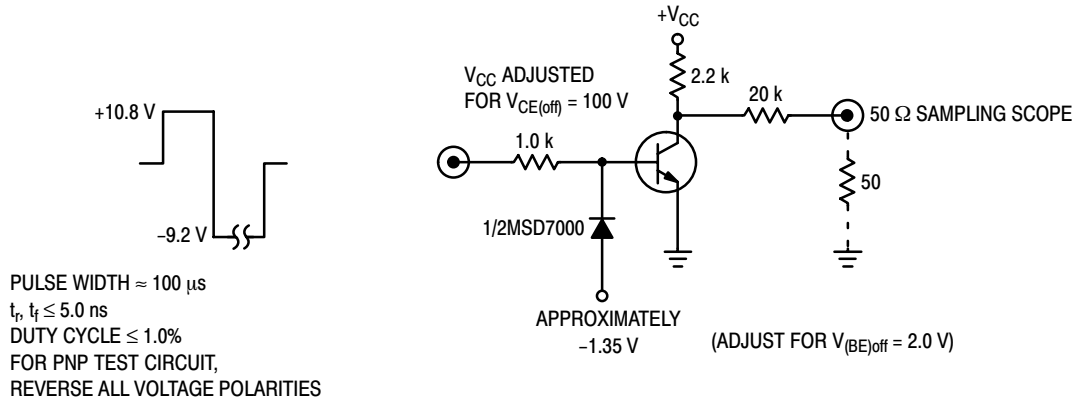 +10.8 V
−9.2 V
PULSE WIDTH ≈ 100 μs
tr, tf ≤ 5.0 ns
DUTY CYCLE ≤ 1.0%
FOR PNP TEST CIRCUIT,
REVERSE ALL VOLTAGE POLARITIES
+VCC
VCC ADJUSTED
FOR VCE(off) = 100 V
2.2 k
20 k
50 Ω SAMPLING SCOPE
1.0 k
50
1/2MSD7000
APPROXIMATELY
−1.35 V
(ADJUST FOR V(BE)off = 2.0 V)